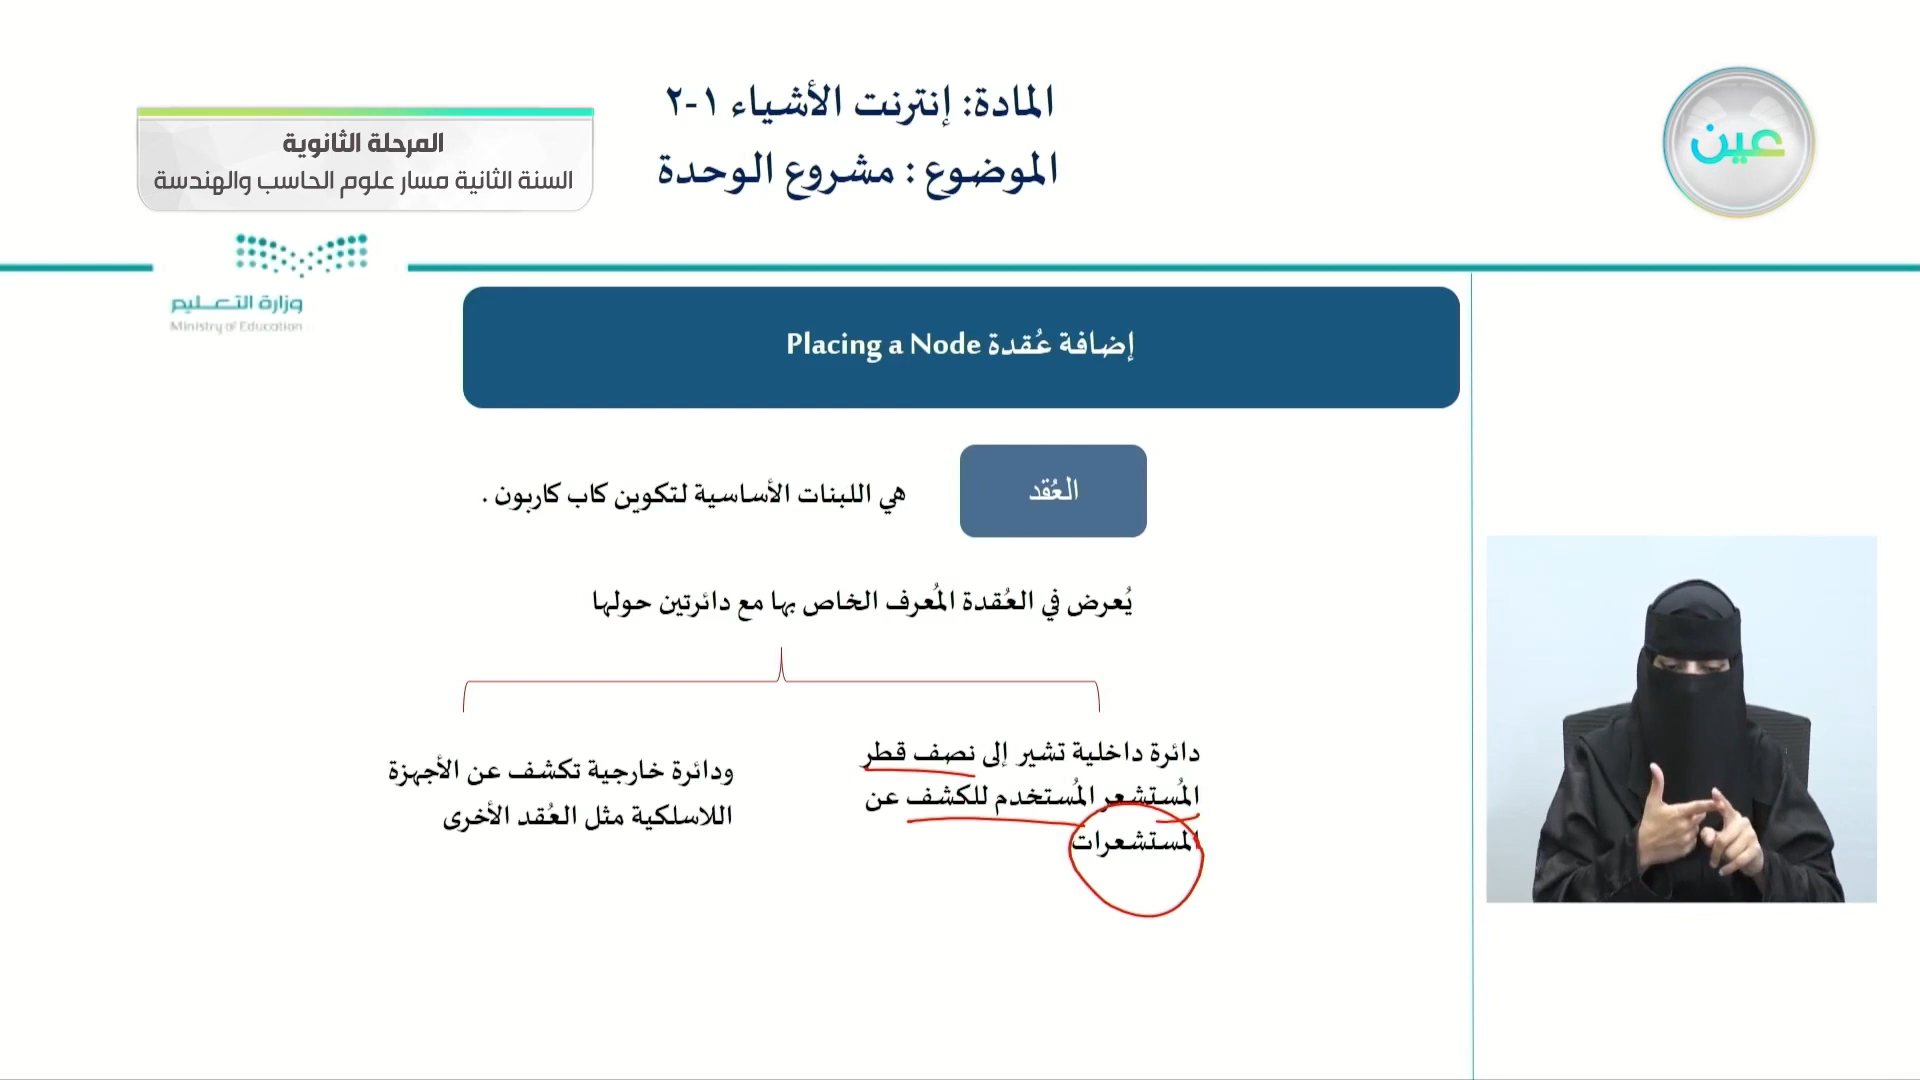 المادة: إنترنت الأشياء ١-٢
الموضوع : مشروع الوحدة
عين
المرحلة الثانوية
السنة الثانية مسار علوم الحاسب والهندسة
وزارة التعليم
Ministry of Education
إضافة عُقدة Placing a Node
العُقد
هي اللبنات الأساسية لتكوين كاب كاربون .
يُعرض في العُقدة المُعرف الخاص بها مع دائرتين حولها
دائرة داخلية تشير إلى نصف قطر
المُستشعر المُستخدم للكشف عن
المستشعرات
ودائرة خارجية تكشف عن الأجهزة
اللاسلكية مثل العُقد الأخرى